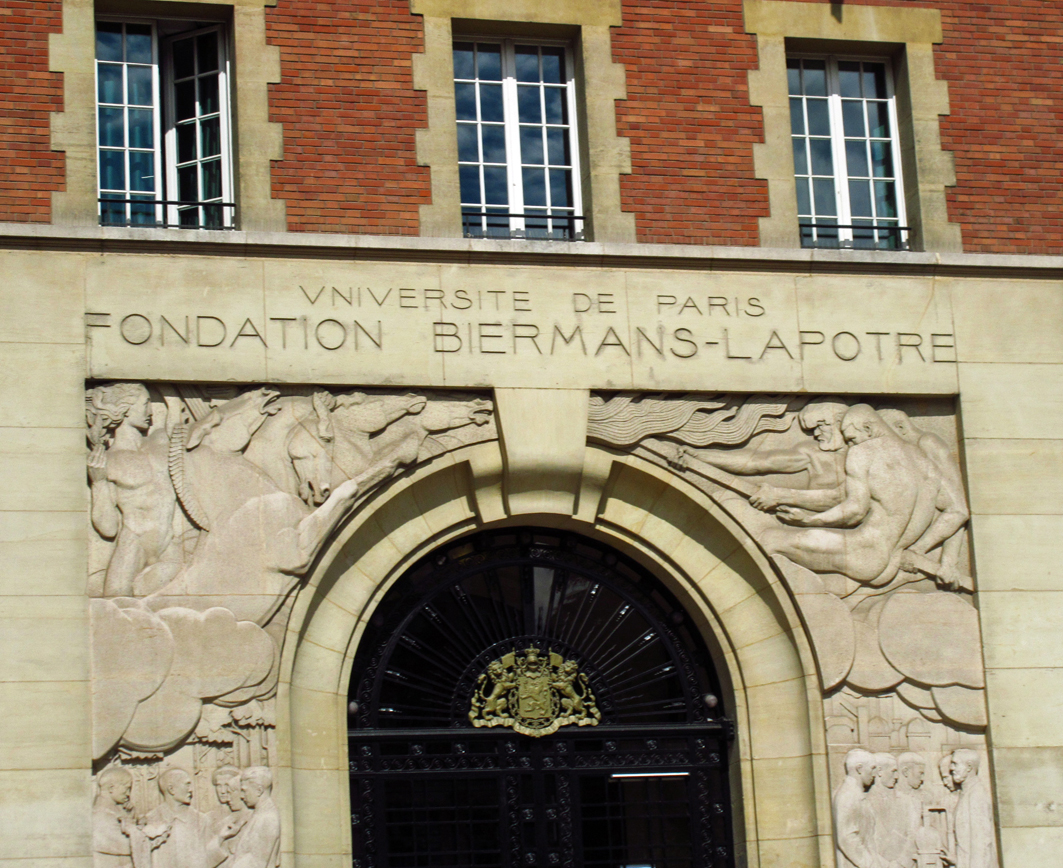 VNIVERSITE DE PARIS
FONDATION BIERMANS-LAPOTRE